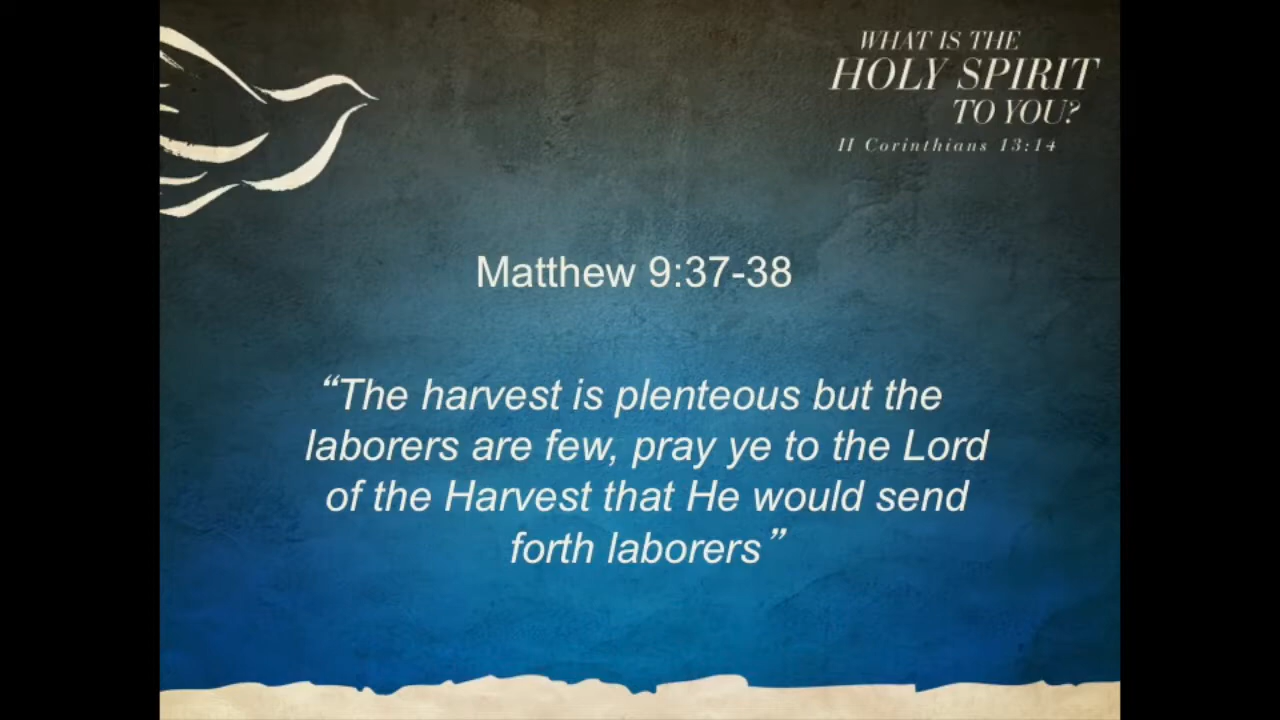 WHAT IS THE
HOLY SPIRIT
TO YOU?
II Corinthians 13:14
Matthew 9:37-38
“The harvest is plenteous but the
laborers are few, pray ye to the Lord
of the Harvest that He would send
forth laborers”